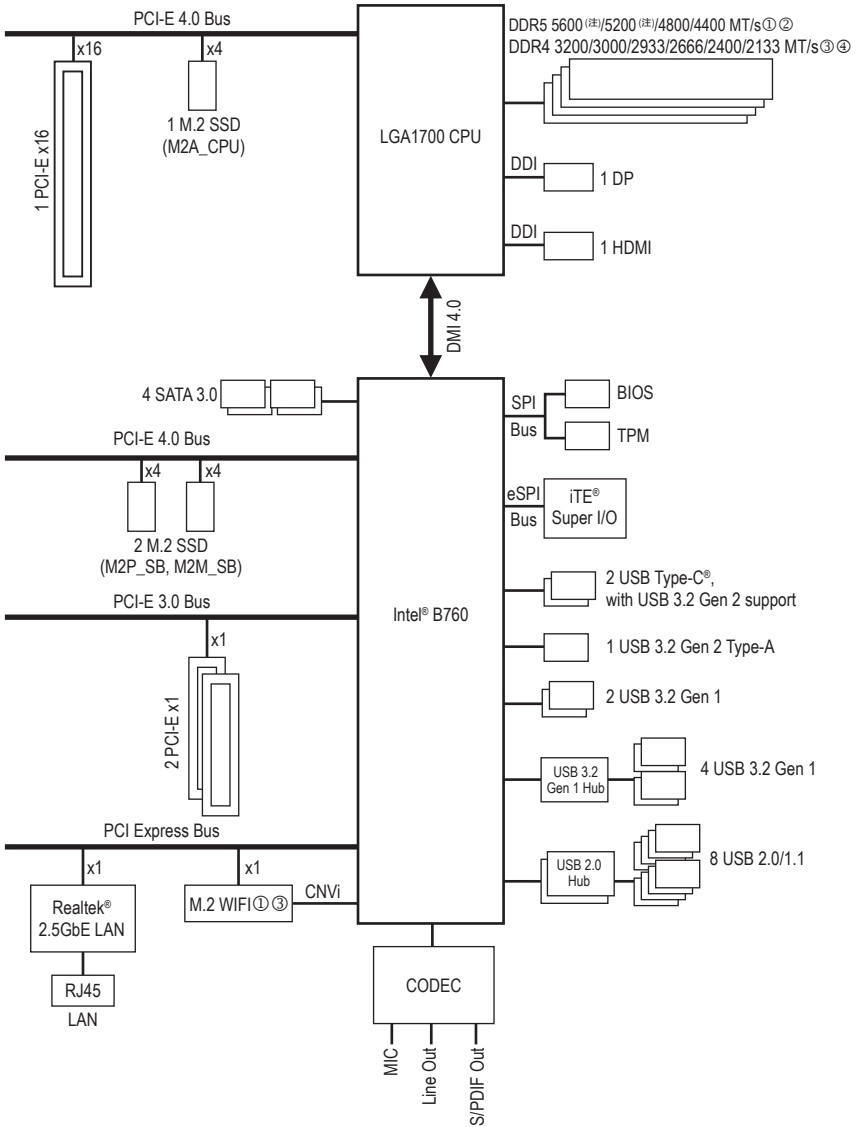 PCI-E 4.0 Bus
x16
x4
1 PCI-E x16
1 M.2 SSD
(M2A_CPU)
LGA1700 CPU
DDR5 5600 (注)/5200 (注)/4800/4400 MT/s①②
DDR4 3200/3000/2933/2666/2400/2133 MT/s③④
DDI
1 DP
DDI
1 HDMI
DMI 4.0
4 SATA 3.0
PCI-E 4.0 Bus
x4
x4
2 M.2 SSD
(M2P_SB, M2M_SB)
PCI-E 3.0 Bus
x1
2 PCI-E x1
PCI Express Bus
x1
x1
Realtek®
2.5GbE LAN
RJ45
LAN
M.2 WIFI①③
CNVi
Intel® B760
SPI
Bus
BIOS
TPM
eSPI
Bus
iTE®
Super I/O
2 USB Type-C®,
with USB 3.2 Gen 2 support
1 USB 3.2 Gen 2 Type-A
2 USB 3.2 Gen 1
USB 3.2
Gen 1 Hub
4 USB 3.2 Gen 1
USB 2.0
Hub
8 USB 2.0/1.1
CODEC
MIC
Line Out
S/PDIF Out